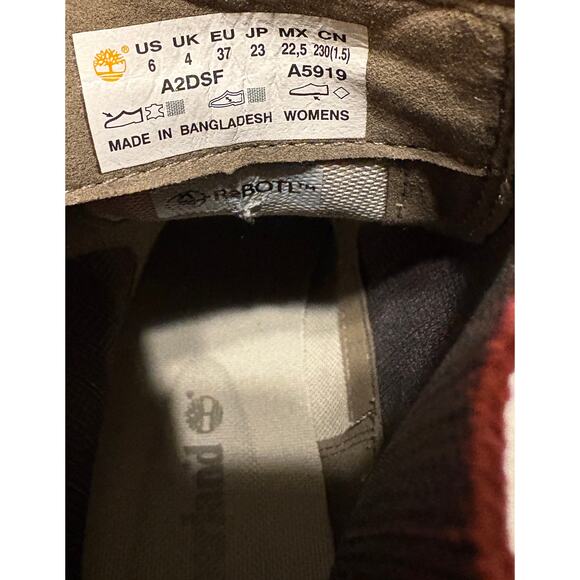 US UK EU JP MX CN
6 4 37 23 22,5 230(1.5)
A2DSF A5919
MADE IN BANGLADESH WOMENS
ReBOTL™